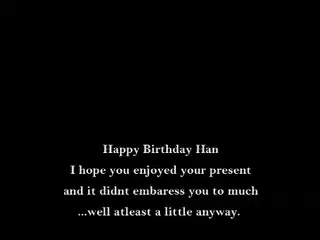 Happy Birthday Han
I hope you enjoyed your present
and it didnt embaress you to much
...well atleast a little anyway.